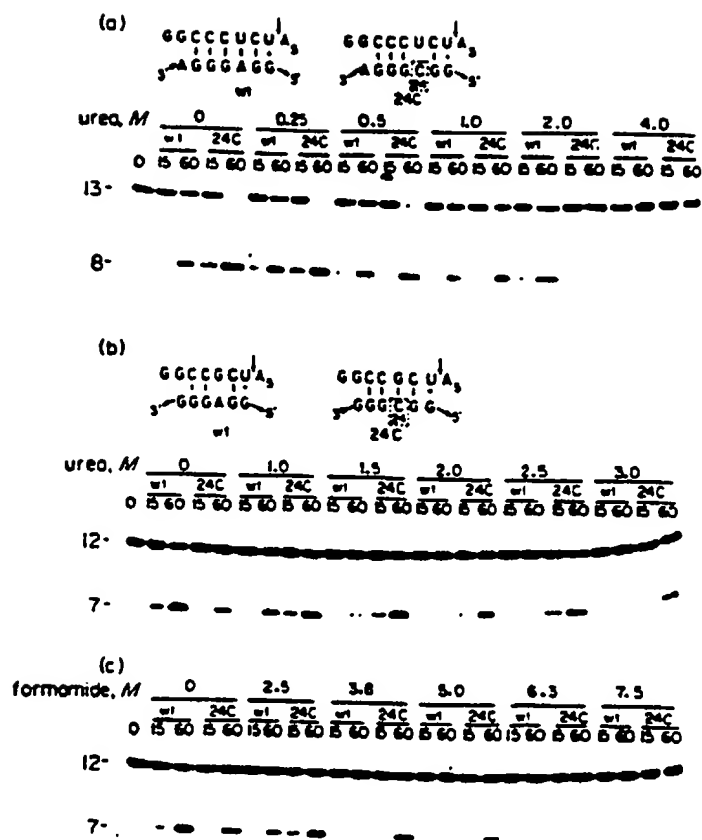 (a)
GGCCCUCUA5 GGCCCUCUA5
3' AGGGAGG 5' 3' AGGGCGG 5'
wt 24C
urea, M 0 0.25 0.5 1.0 2.0 4.0
wt 24C wt 24C wt 24C wt 24C wt 24C wt 24C
0 15 60 15 60 15 60 15 60 15 60 15 60 15 60 15 60 15 60 15 60 15 60 15 60
13-
8-
(b)
GGCCGCUA5 GGCCGCUA5
3' GGGAGG 5' 3' GGGCGG 5'
wt 24C
urea, M 0 1.0 1.5 2.0 2.5 3.0
wt 24C wt 24C wt 24C wt 24C wt 24C wt 24C
0 15 60 15 60 15 60 15 60 15 60 15 60 15 60 15 60 15 60 15 60 15 60 15 60
12-
7-
(c)
formamide, M 0 2.5 3.8 5.0 6.3 7.5
wt 24C wt 24C wt 24C wt 24C wt 24C wt 24C
0 15 60 15 60 15 60 15 60 15 60 15 60 15 60 15 60 15 60 15 60 15 60 15 60
12-
7-